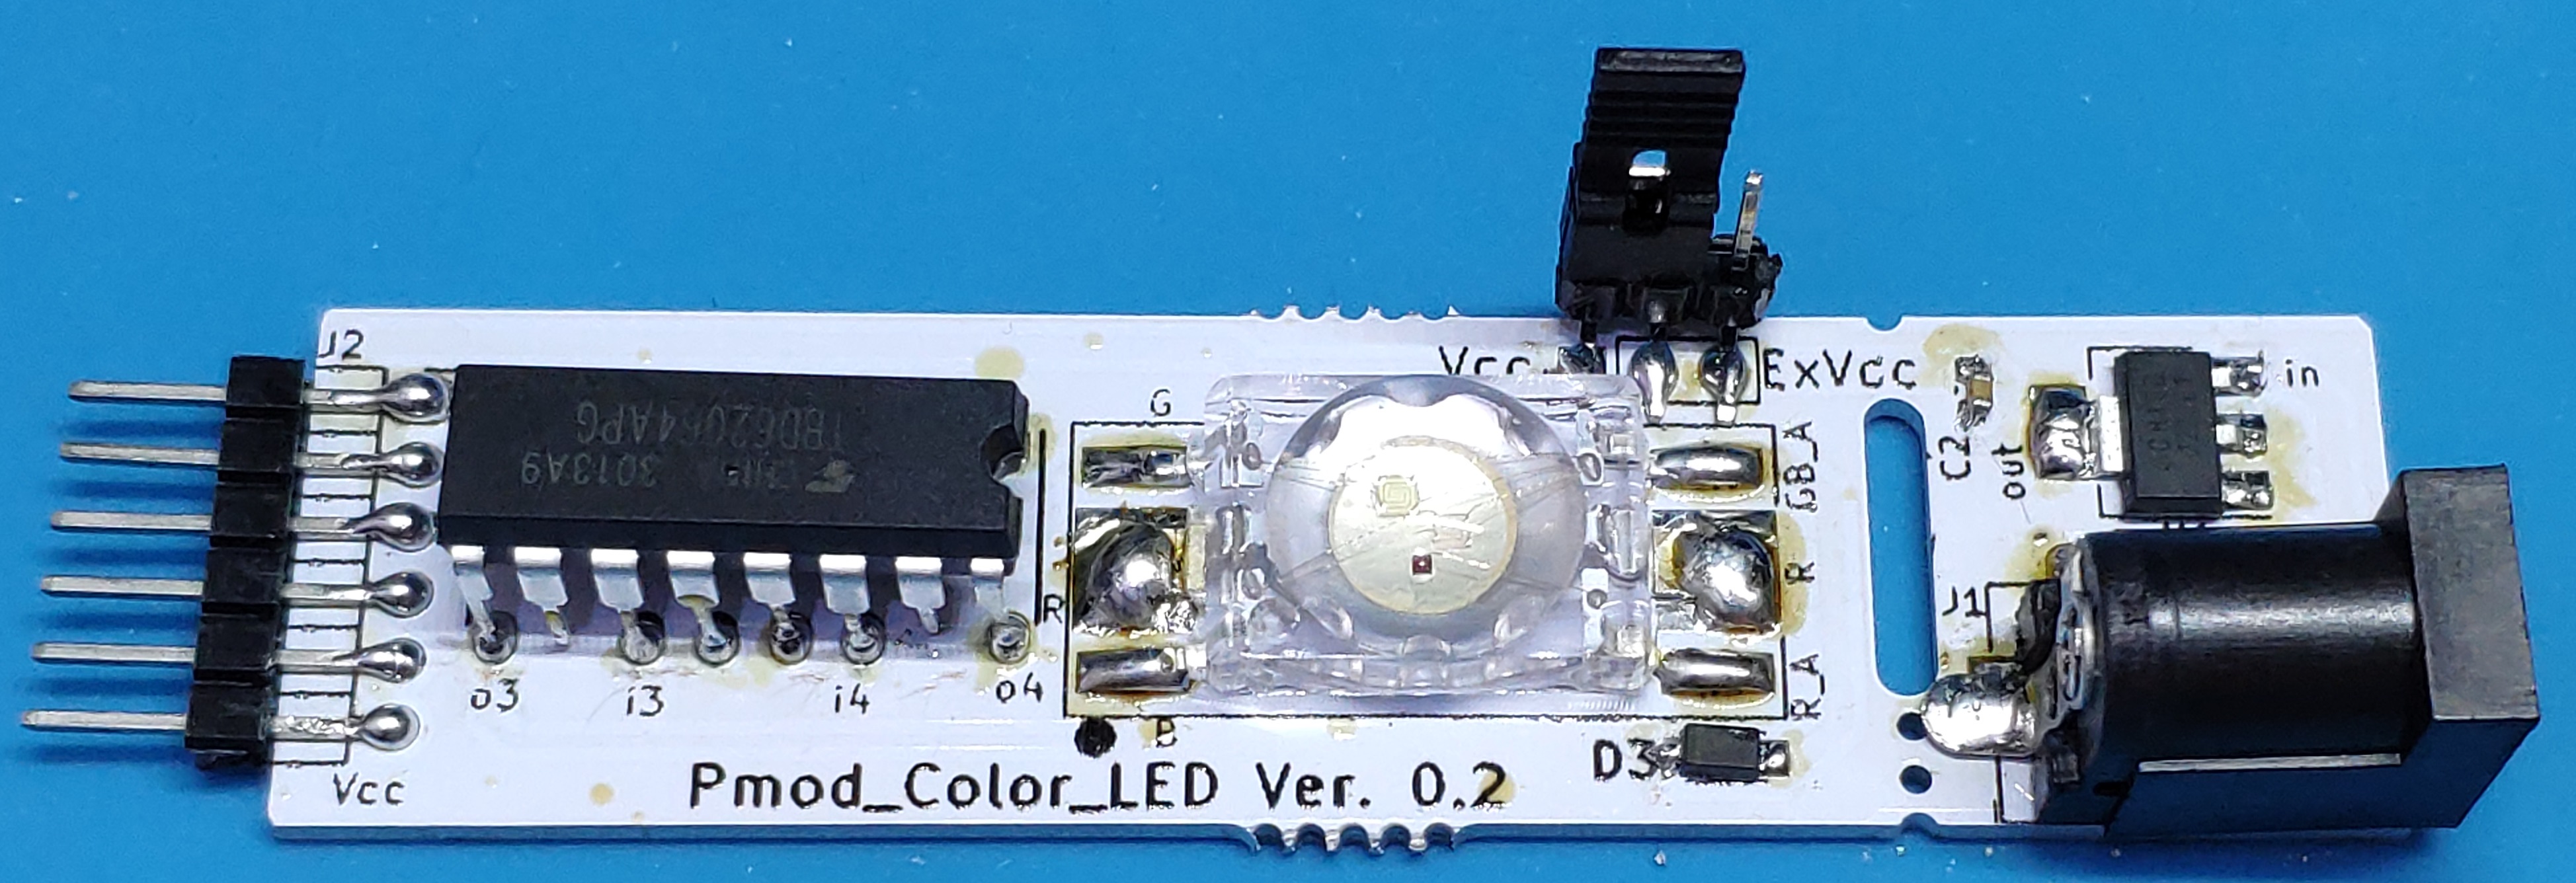 J2
Vcc
ExVcc
in
G
TBD62064APG
3013A9
GB_A
C2
out
R
R
J1
o3
i3
i4
o4
R_A
B
D3
Pmod_Color_LED Ver. 0.2
Vcc